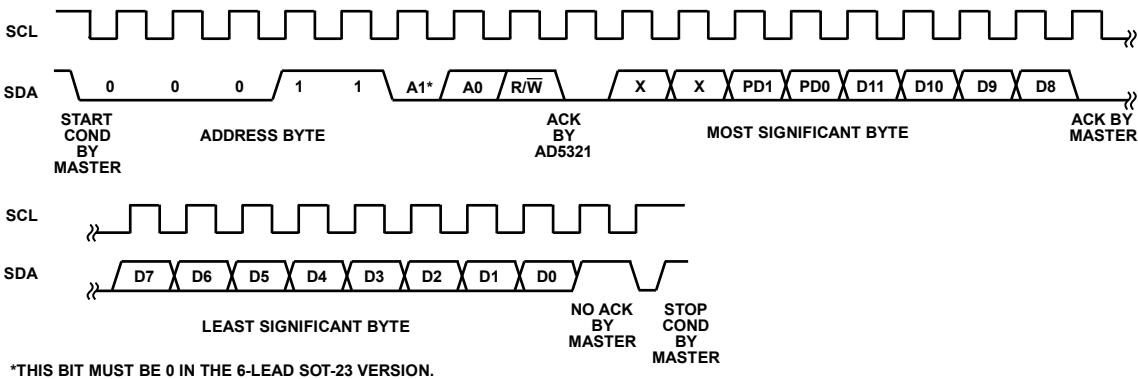 SCL
SDA 0 0 0 1 1 A1* A0 R/W̅ X X PD1 PD0 D11 D10 D9 D8
START COND BY MASTER
ADDRESS BYTE
ACK BY AD5321
MOST SIGNIFICANT BYTE
ACK BY MASTER
SCL
SDA D7 D6 D5 D4 D3 D2 D1 D0
LEAST SIGNIFICANT BYTE
NO ACK BY MASTER
STOP COND BY MASTER
*THIS BIT MUST BE 0 IN THE 6-LEAD SOT-23 VERSION.